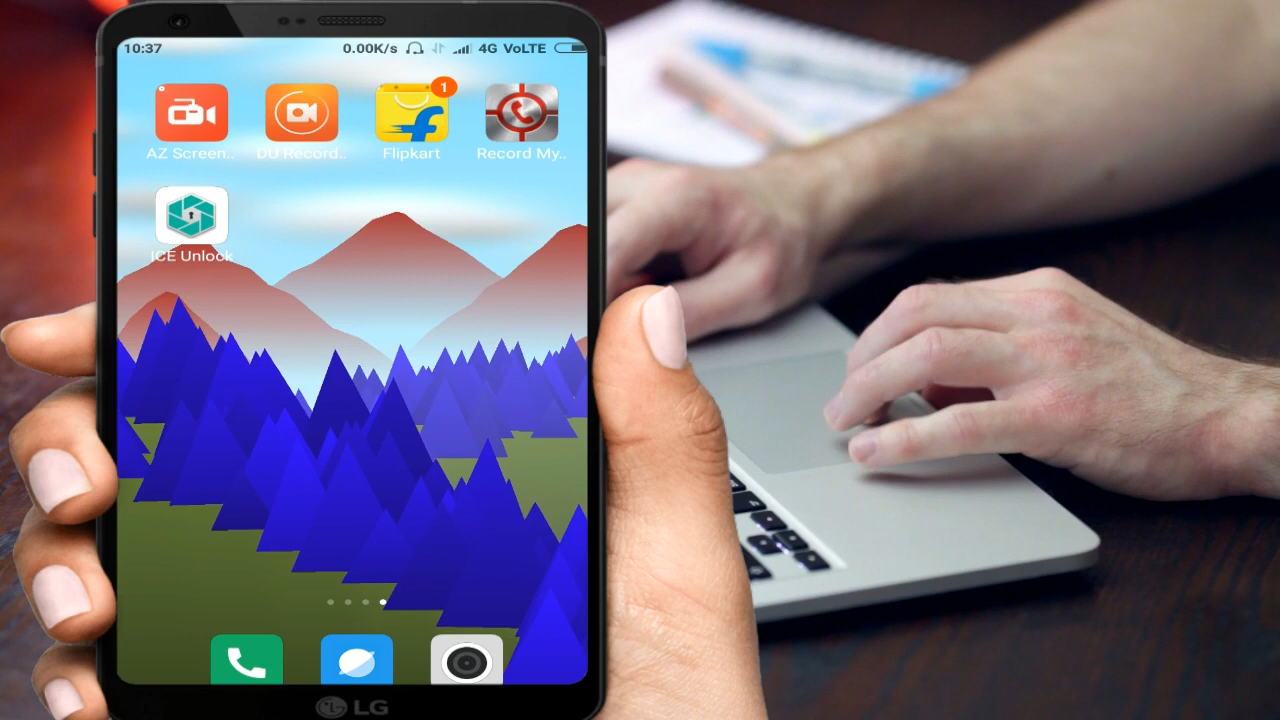 10:37 0.00K/s 4G VoLTE
1
AZ Screen.. DU Record.. Flipkart Record My..
ICE Unlock
LG